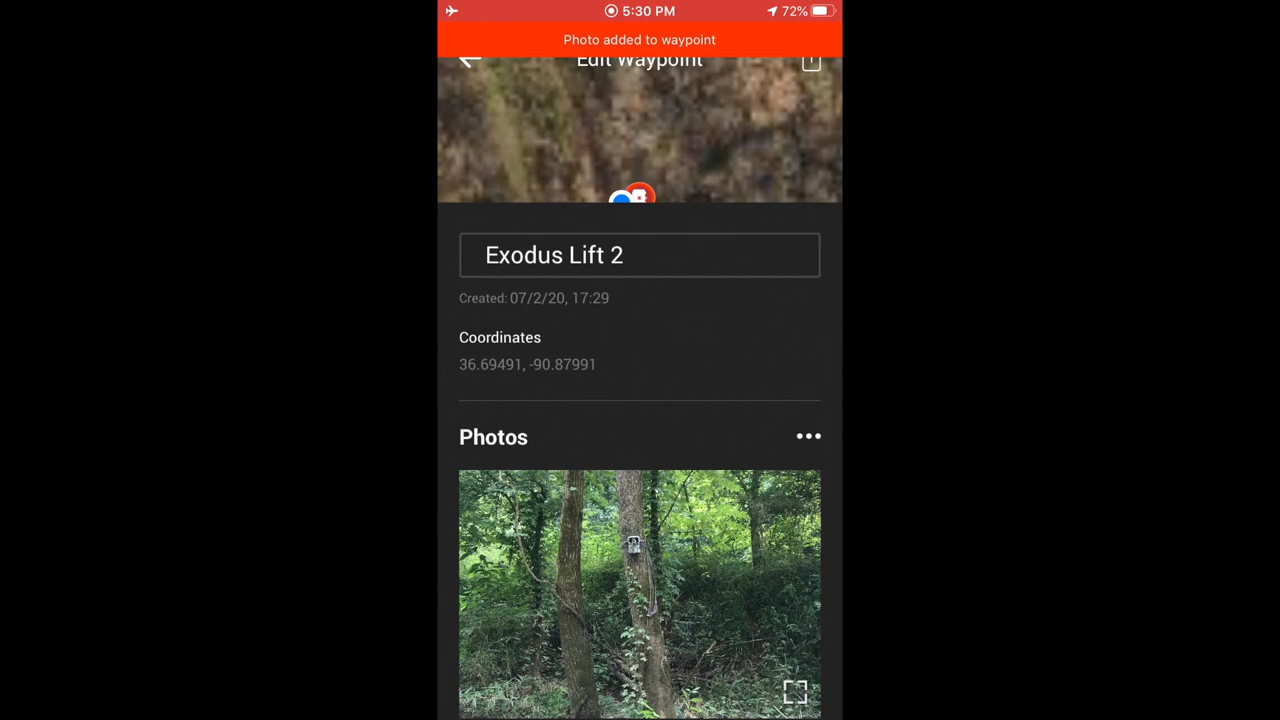 5:30 PM
72%
Photo added to waypoint
Edit Waypoint
Exodus Lift 2
Created: 07/2/20, 17:29
Coordinates
36.69491, -90.87991
Photos